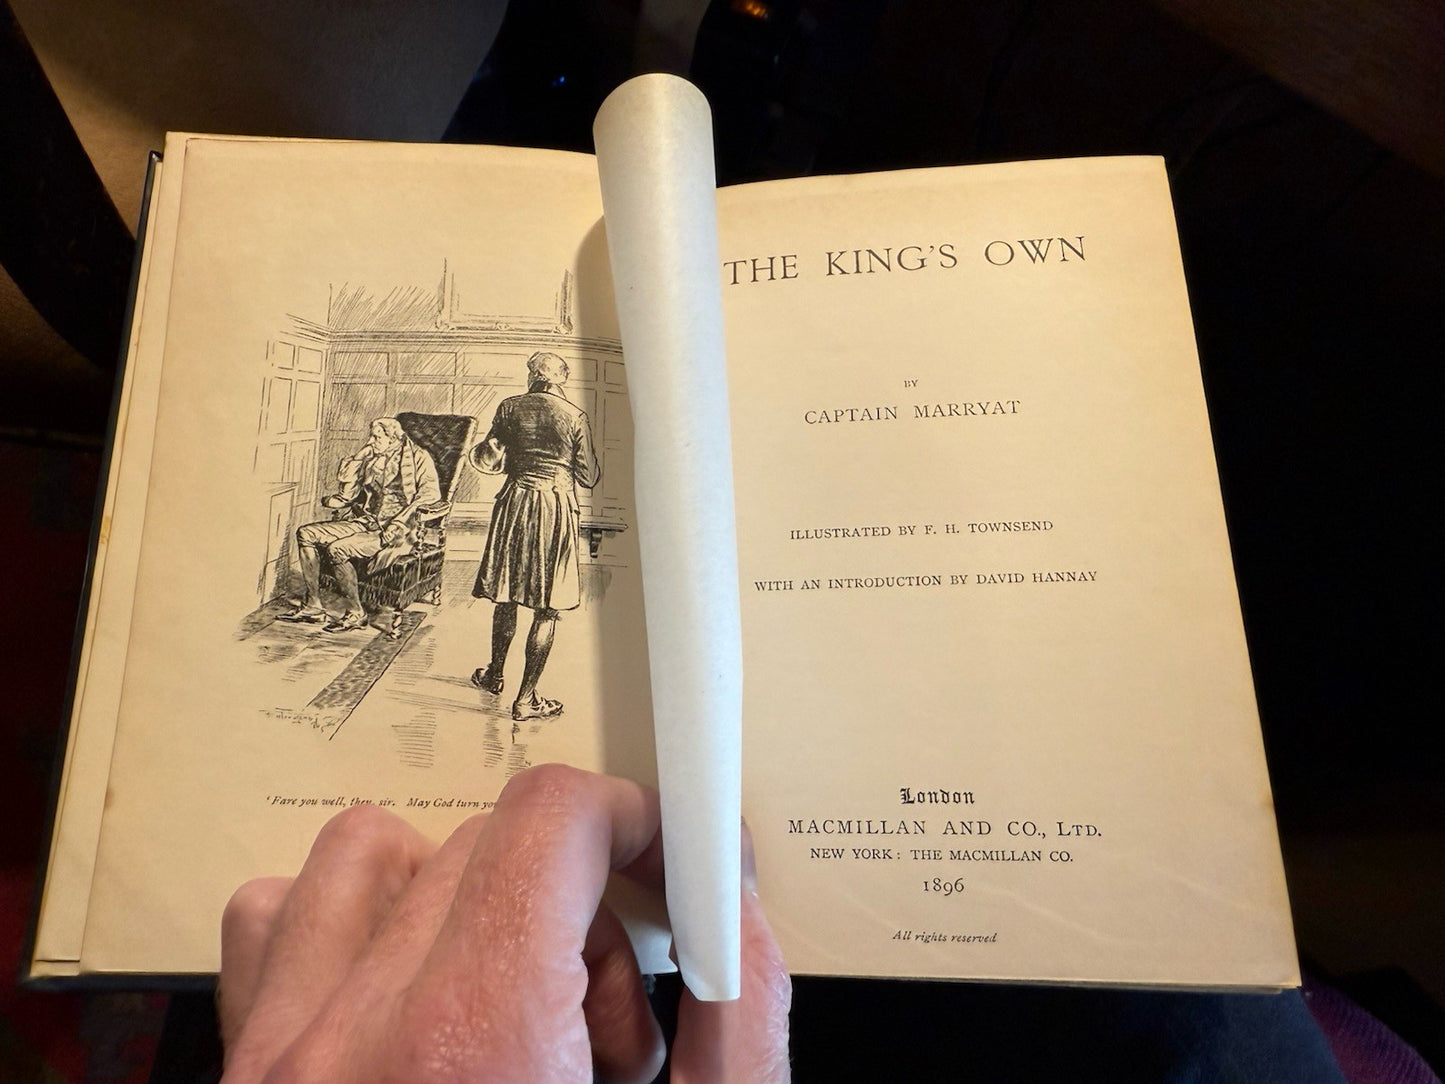 'Fare you well, then, sir. May God turn you
THE KING'S OWN
BY
CAPTAIN MARRYAT
ILLUSTRATED BY F. H. TOWNSEND
WITH AN INTRODUCTION BY DAVID HANNAY
London
MACMILLAN AND CO., LTD.
NEW YORK: THE MACMILLAN CO.
1896
All rights reserved